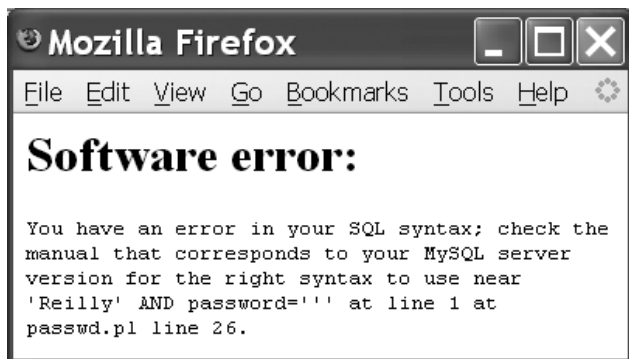 Mozilla Firefox
File Edit View Go Bookmarks Tools Help
Software error:
You have an error in your SQL syntax; check the
manual that corresponds to your MySQL server
version for the right syntax to use near
'Reilly' AND password=''' at line 1 at
passwd.pl line 26.